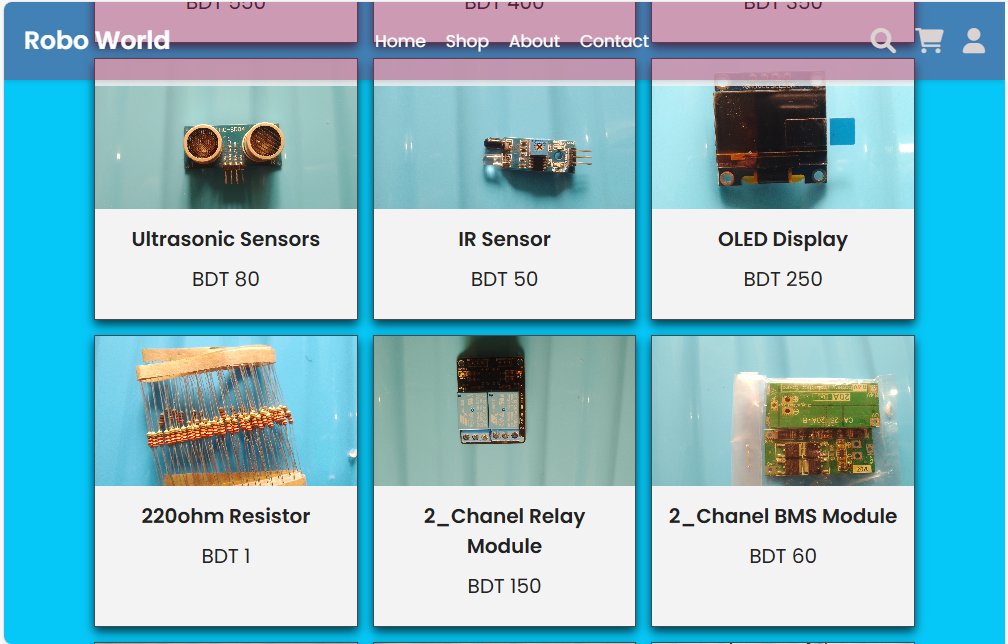 BDT 550
BDT 400
BDT 350
Robo World
Home
Shop
About
Contact
Ultrasonic Sensors
IR Sensor
OLED Display
BDT 80
BDT 50
BDT 250
20A
20A
220ohm Resistor
2_Chanel Relay
Module
2_Chanel BMS Module
BDT 1
BDT 150
BDT 60